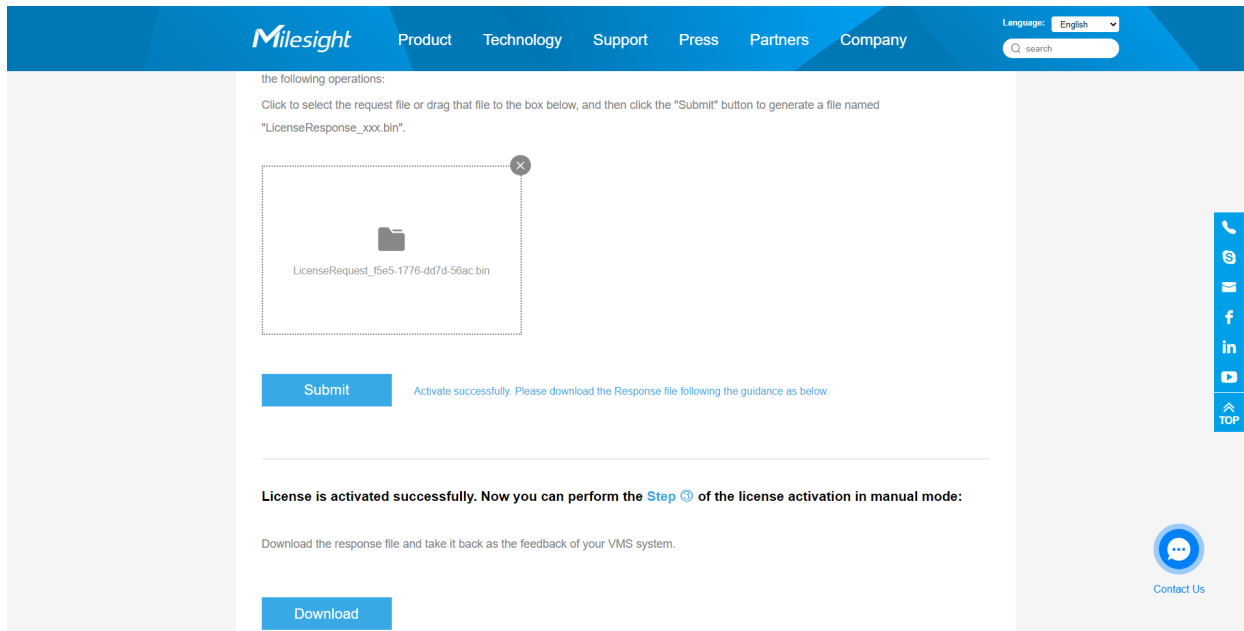 Milesight
Product Technology Support Press Partners Company
Language: English
search
the following operations:
Click to select the request file or drag that file to the box below, and then click the "Submit" button to generate a file named
"LicenseResponse_xxx.bin".
LicenseRequest_f5e5-1776-dd7d-56ac.bin
Submit
Activate successfully. Please download the Response file following the guidance as below.
TOP
License is activated successfully. Now you can perform the Step ③ of the license activation in manual mode:
Download the response file and take it back as the feedback of your VMS system.
Contact Us
Download